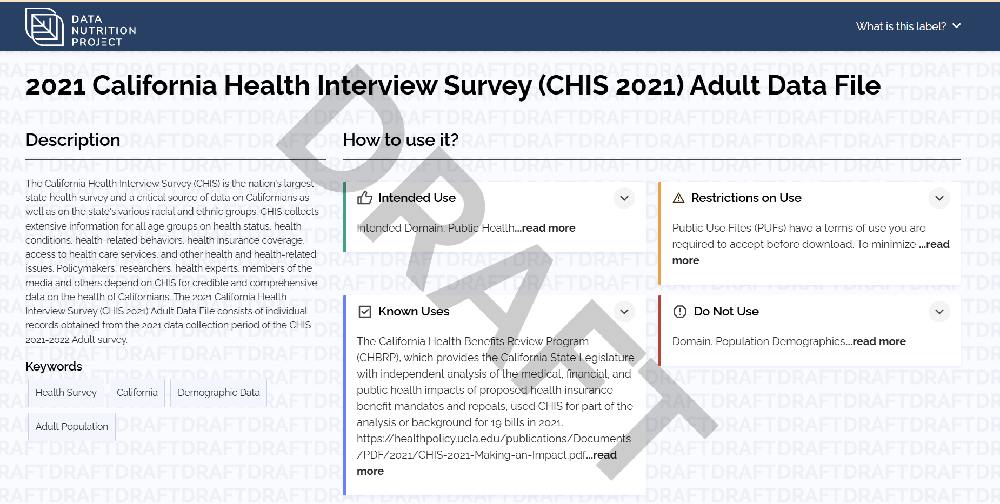 DATA
NUTRITION
PROJECT
What is this label?
2021 California Health Interview Survey (CHIS 2021) Adult Data File
Description
The California Health Interview Survey (CHIS) is the nation's largest
state health survey and a critical source of data on Californians as
well as on the state's various racial and ethnic groups. CHIS collects
extensive information for all age groups on health status, health
conditions, health-related behaviors, health insurance coverage,
access to health care services, and other health and health-related
issues. Policymakers, researchers, health experts, members of the
media and others depend on CHIS for credible and comprehensive
data on the health of Californians. The 2021 California Health
Interview Survey (CHIS 2021) Adult Data File consists of individual
records obtained from the 2021 data collection period of the CHIS
2021-2022 Adult survey.
Keywords
Health Survey
California
Demographic Data
Adult Population
How to use it?
Intended Use
Intended Domain. Public Health...read more
Restrictions on Use
Public Use Files (PUFs) have a terms of use you are
required to accept before download. To minimize ...read
more
Known Uses
The California Health Benefits Review Program
(CHBRP), which provides the California State Legislature
with independent analysis of the medical, financial, and
public health impacts of proposed health insurance
benefit mandates and repeals, used CHIS for part of the
analysis or background for 19 bills in 2021.
https://healthpolicy.ucla.edu/publications/Documents
/PDF/2021/CHIS-2021-Making-an-Impact.pdf...read
more
Do Not Use
Domain. Population Demographics...read more
DRAFT